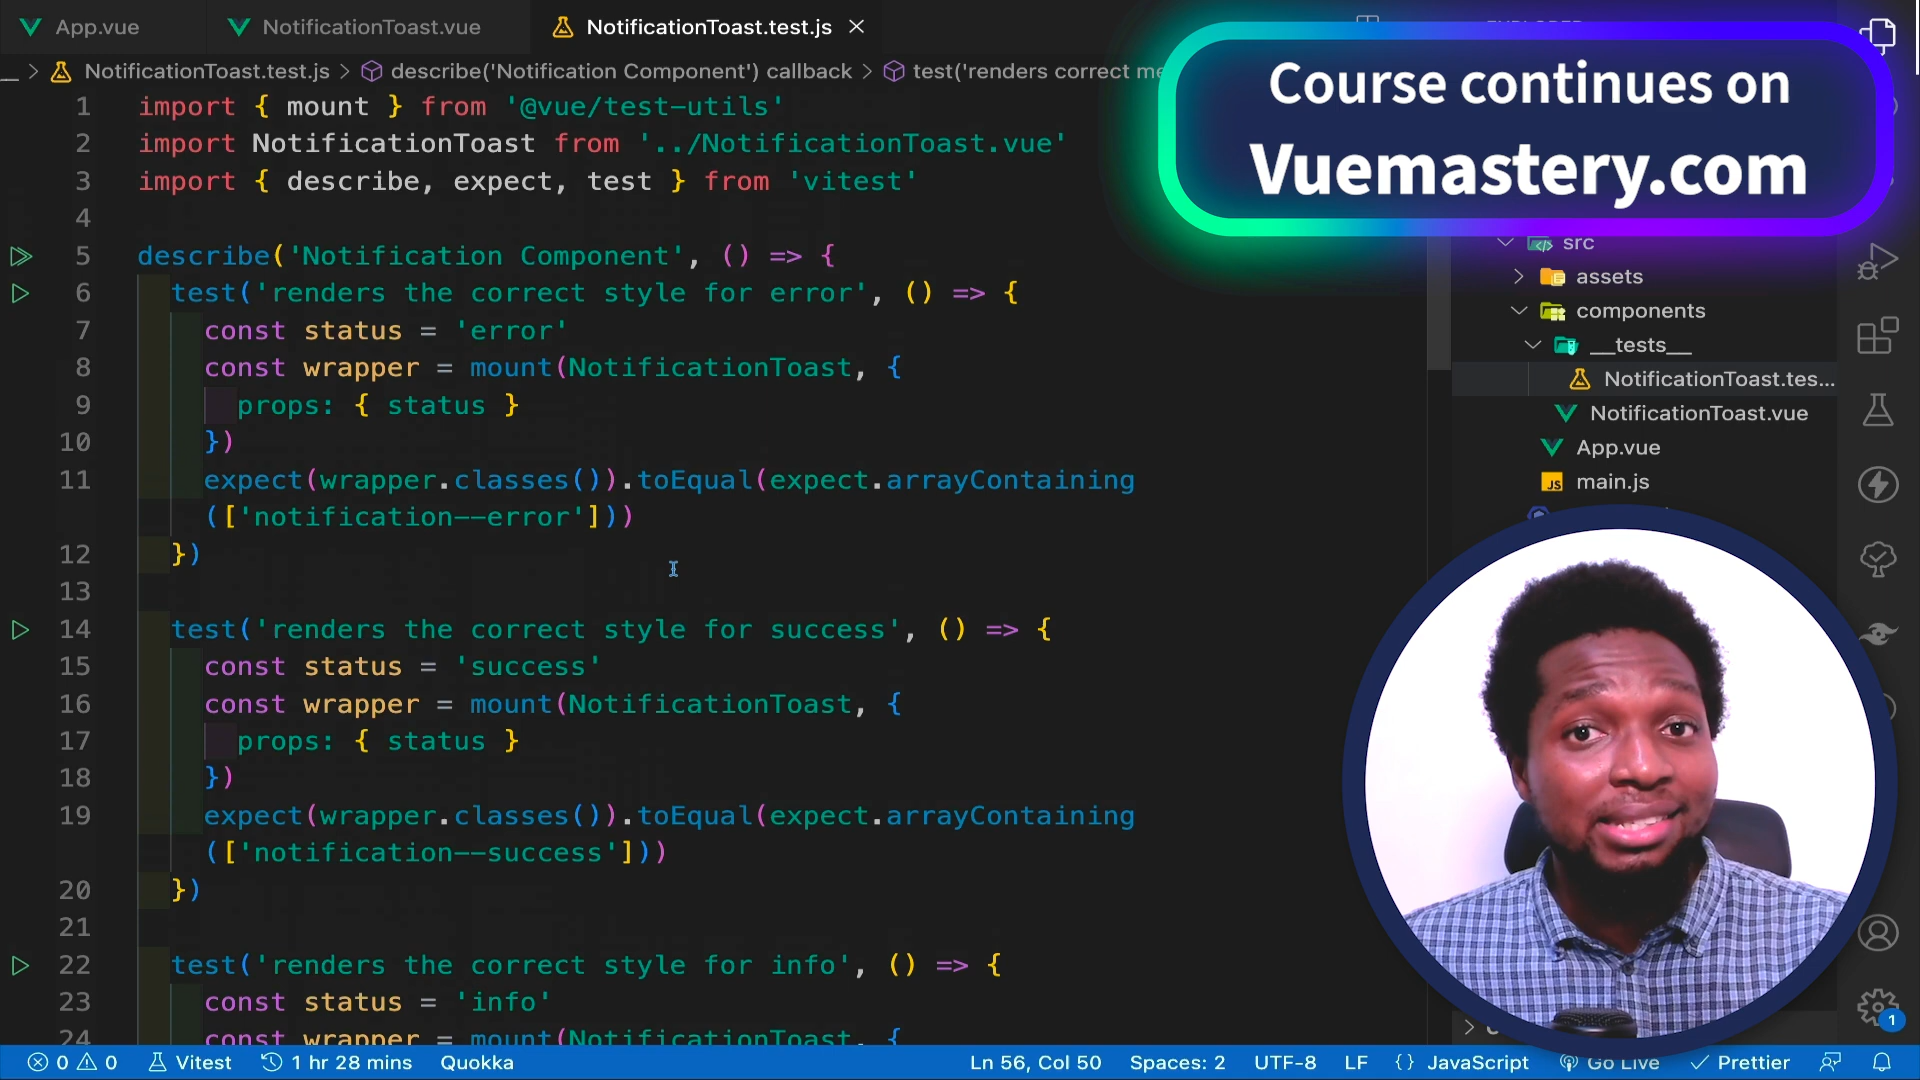 App.vue
NotificationToast.vue
NotificationToast.test.js
NotificationToast.test.js > describe('Notification Component') callback > test('renders correct me
Course continues on
Vuemastery.com
1 import { mount } from '@vue/test-utils'
2 import NotificationToast from '../NotificationToast.vue'
3 import { describe, expect, test } from 'vitest'
4
5 describe('Notification Component', () => {
6 test('renders the correct style for error', () => {
7 const status = 'error'
8 const wrapper = mount(NotificationToast, {
9 props: { status }
10 })
11 expect(wrapper.classes()).toEqual(expect.arrayContaining
(['notification--error']))
12 })
13
14 test('renders the correct style for success', () => {
15 const status = 'success'
16 const wrapper = mount(NotificationToast, {
17 props: { status }
18 })
19 expect(wrapper.classes()).toEqual(expect.arrayContaining
(['notification--success']))
20 })
21
22 test('renders the correct style for info', () => {
23 const status = 'info'
24 const wrapper = mount(NotificationToast, {
src
assets
components
__tests__
NotificationToast.tes...
NotificationToast.vue
App.vue
main.js
1
0 0 Vitest 1 hr 28 mins Quokka
Ln 56, Col 50 Spaces: 2 UTF-8 LF {} JavaScript Go Live Prettier